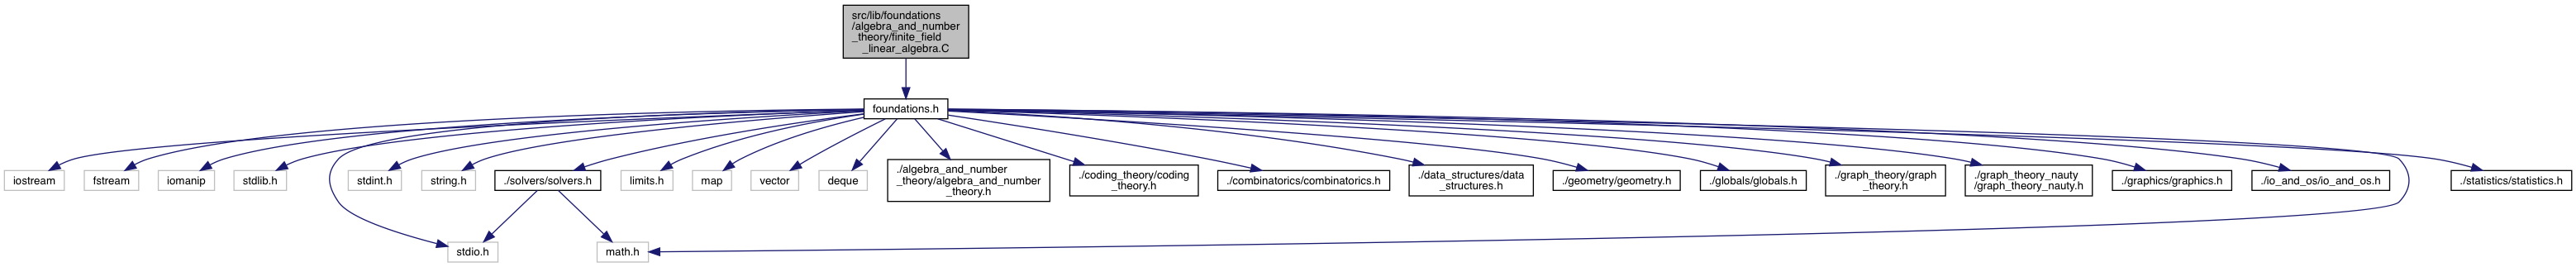 src/lib/foundations
/algebra_and_number
_theory/finite_field
_linear_algebra.C
foundations.h
iostream
fstream
iomanip
stdlib.h
stdint.h
string.h
./solvers/solvers.h
limits.h
map
vector
deque
./algebra_and_number
_theory/algebra_and_number
_theory.h
./coding_theory/coding
_theory.h
./combinatorics/combinatorics.h
./data_structures/data
_structures.h
./geometry/geometry.h
./globals/globals.h
./graph_theory/graph
_theory.h
./graph_theory_nauty
/graph_theory_nauty.h
./graphics/graphics.h
./io_and_os/io_and_os.h
./statistics/statistics.h
stdio.h
math.h